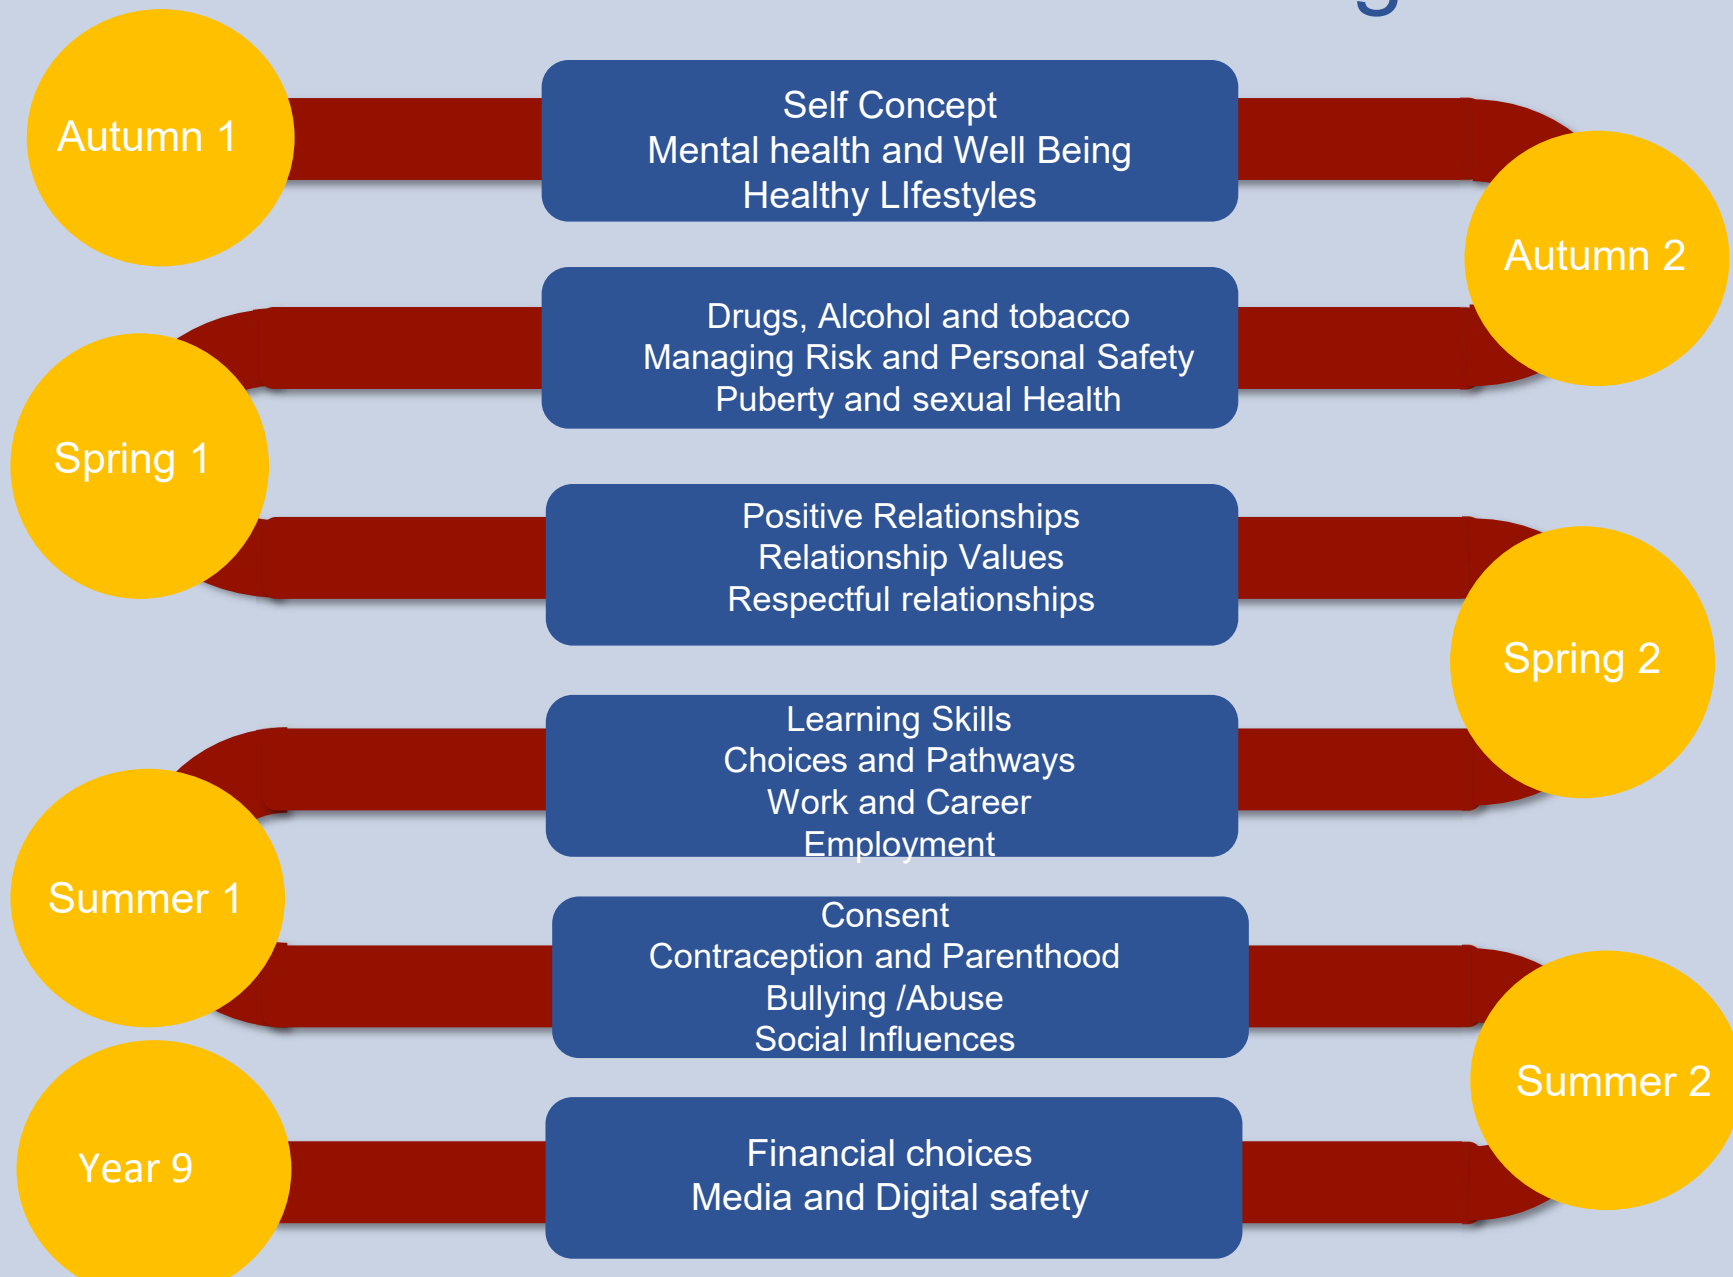 Autumn 1
Self Concept
Mental health and Well Being
Healthy LIfestyles
Autumn 2
Drugs, Alcohol and tobacco
Managing Risk and Personal Safety
Puberty and sexual Health
Spring 1
Positive Relationships
Relationship Values
Respectful relationships
Spring 2
Learning Skills
Choices and Pathways
Work and Career
Employment
Summer 1
Consent
Contraception and Parenthood
Bullying /Abuse
Social Influences
Summer 2
Financial choices
Media and Digital safety
Year 9